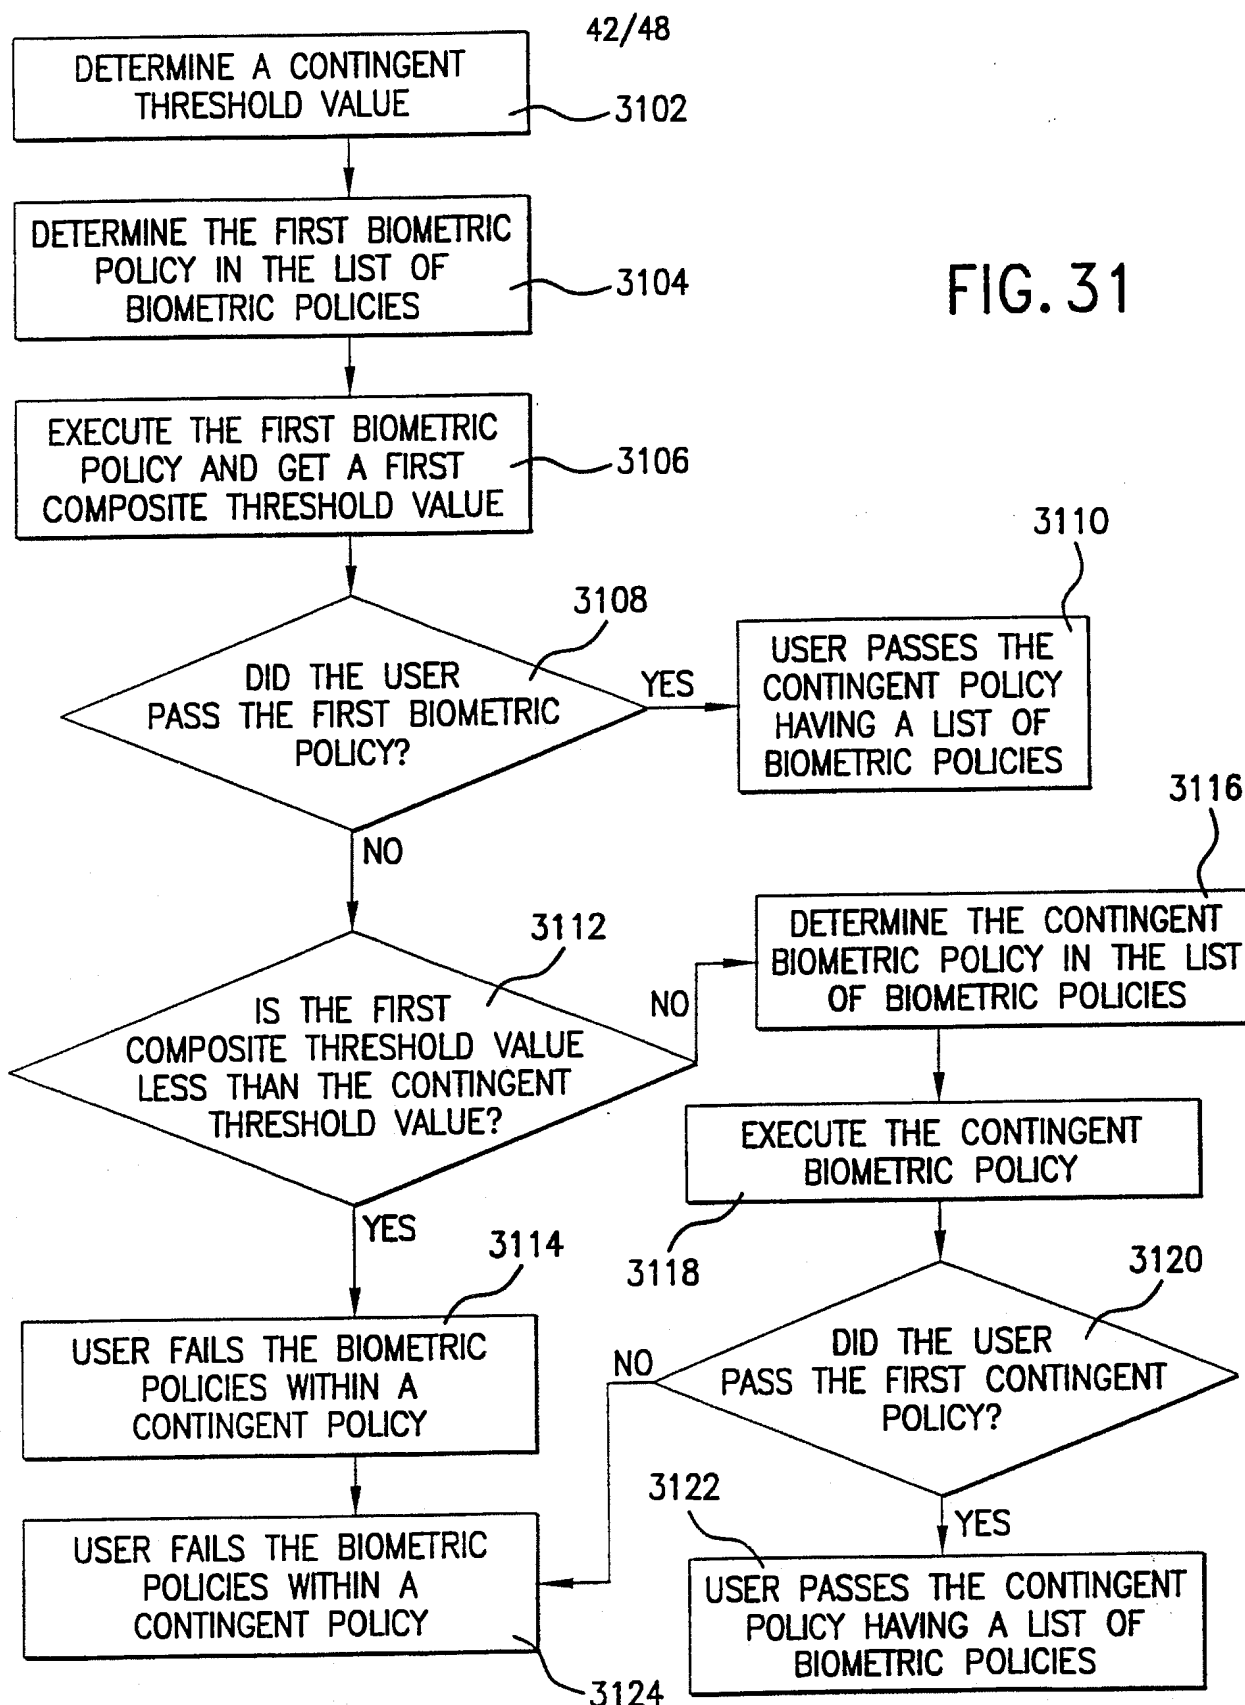 42/48
DETERMINE A CONTINGENT
THRESHOLD VALUE
3102
DETERMINE THE FIRST BIOMETRIC
POLICY IN THE LIST OF
BIOMETRIC POLICIES
3104
FIG. 31
EXECUTE THE FIRST BIOMETRIC
POLICY AND GET A FIRST
COMPOSITE THRESHOLD VALUE
3106
3108
DID THE USER
PASS THE FIRST BIOMETRIC
POLICY?
YES
3110
USER PASSES THE
CONTINGENT POLICY
HAVING A LIST OF
BIOMETRIC POLICIES
NO
3112
IS THE FIRST
COMPOSITE THRESHOLD VALUE
LESS THAN THE CONTINGENT
THRESHOLD VALUE?
NO
3116
DETERMINE THE CONTINGENT
BIOMETRIC POLICY IN THE LIST
OF BIOMETRIC POLICIES
EXECUTE THE CONTINGENT
BIOMETRIC POLICY
3118
YES
3114
USER FAILS THE BIOMETRIC
POLICIES WITHIN A
CONTINGENT POLICY
3120
DID THE USER
PASS THE FIRST CONTINGENT
POLICY?
NO
USER FAILS THE BIOMETRIC
POLICIES WITHIN A
CONTINGENT POLICY
3124
YES
3122
USER PASSES THE CONTINGENT
POLICY HAVING A LIST OF
BIOMETRIC POLICIES